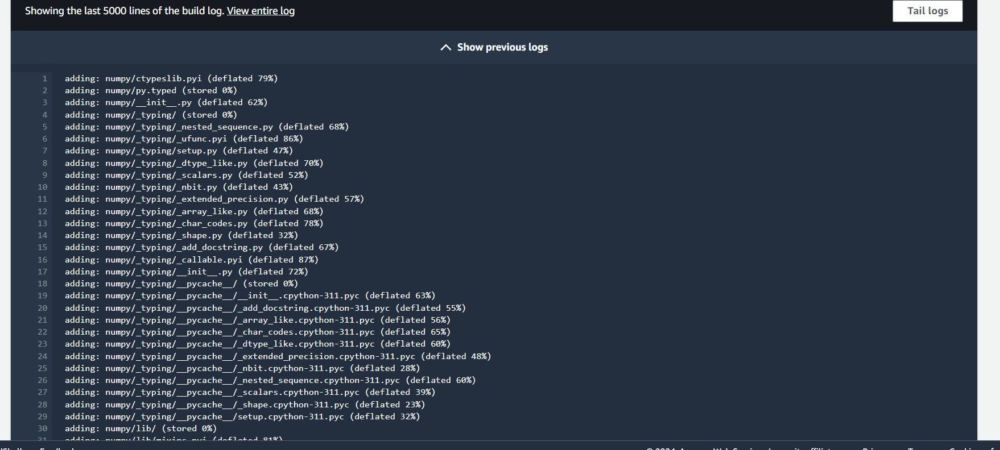 Showing the last 5000 lines of the build log. View entire log
Tail logs
Show previous logs
1 adding: numpy/ctypeslib.pyi (deflated 79%)
2 adding: numpy/py.typed (stored 0%)
3 adding: numpy/__init__.py (deflated 62%)
4 adding: numpy/_typing/ (stored 0%)
5 adding: numpy/_typing/_nested_sequence.py (deflated 68%)
6 adding: numpy/_typing/_ufunc.pyi (deflated 86%)
7 adding: numpy/_typing/setup.py (deflated 47%)
8 adding: numpy/_typing/_dtype_like.py (deflated 70%)
9 adding: numpy/_typing/_scalars.py (deflated 52%)
10 adding: numpy/_typing/_nbit.py (deflated 43%)
11 adding: numpy/_typing/_extended_precision.py (deflated 57%)
12 adding: numpy/_typing/_array_like.py (deflated 68%)
13 adding: numpy/_typing/_char_codes.py (deflated 78%)
14 adding: numpy/_typing/_shape.py (deflated 32%)
15 adding: numpy/_typing/_add_docstring.py (deflated 67%)
16 adding: numpy/_typing/_callable.pyi (deflated 87%)
17 adding: numpy/_typing/__init__.py (deflated 72%)
18 adding: numpy/_typing/__pycache__/ (stored 0%)
19 adding: numpy/_typing/__pycache__/__init__.cpython-311.pyc (deflated 63%)
20 adding: numpy/_typing/__pycache__/_add_docstring.cpython-311.pyc (deflated 55%)
21 adding: numpy/_typing/__pycache__/_array_like.cpython-311.pyc (deflated 56%)
22 adding: numpy/_typing/__pycache__/_char_codes.cpython-311.pyc (deflated 65%)
23 adding: numpy/_typing/__pycache__/_dtype_like.cpython-311.pyc (deflated 60%)
24 adding: numpy/_typing/__pycache__/_extended_precision.cpython-311.pyc (deflated 48%)
25 adding: numpy/_typing/__pycache__/_nbit.cpython-311.pyc (deflated 28%)
26 adding: numpy/_typing/__pycache__/_nested_sequence.cpython-311.pyc (deflated 60%)
27 adding: numpy/_typing/__pycache__/_scalars.cpython-311.pyc (deflated 39%)
28 adding: numpy/_typing/__pycache__/_shape.cpython-311.pyc (deflated 23%)
29 adding: numpy/_typing/__pycache__/setup.cpython-311.pyc (deflated 32%)
30 adding: numpy/lib/ (stored 0%)
31 adding: numpy/lib/mixins.pyi (deflated 81%)